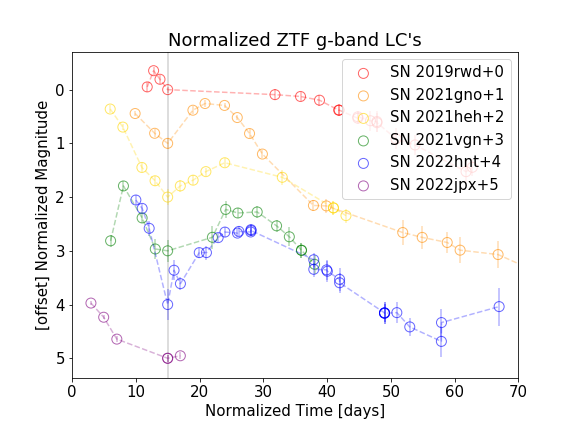 Normalized ZTF g-band LC's
[offset] Normalized Magnitude
0
1
2
3
4
5
SN 2019rwd+0
SN 2021gno+1
SN 2021heh+2
SN 2021vgn+3
SN 2022hnt+4
SN 2022jpx+5
0 10 20 30 40 50 60 70
Normalized Time [days]